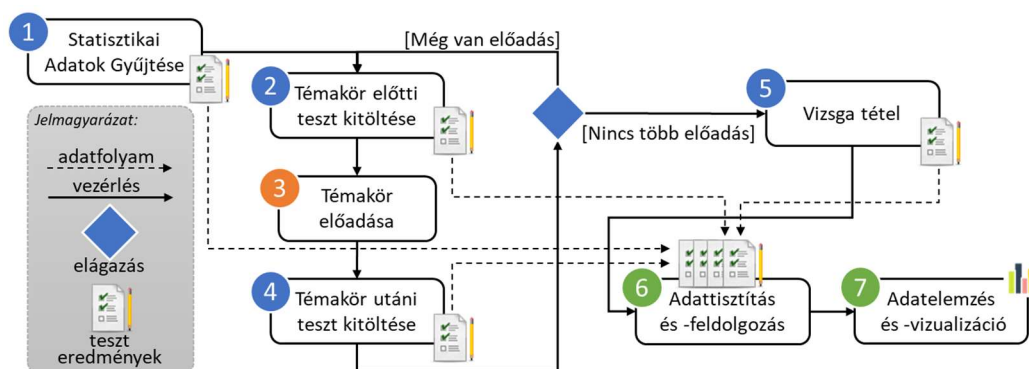 1
Statisztikai
Adatok Gyűjtése
[Még van előadás]
2
Témakör előtti
teszt kitöltése
5
Vizsga tétel
[Nincs több előadás]
Jelmagyarázat:
adatfolyam
vezérlés
elágazás
teszt
eredmények
3
Témakör
előadása
4
Témakör utáni
teszt kitöltése
6
Adattisztítás
és -feldolgozás
7
Adatelemzés
és -vizualizáció